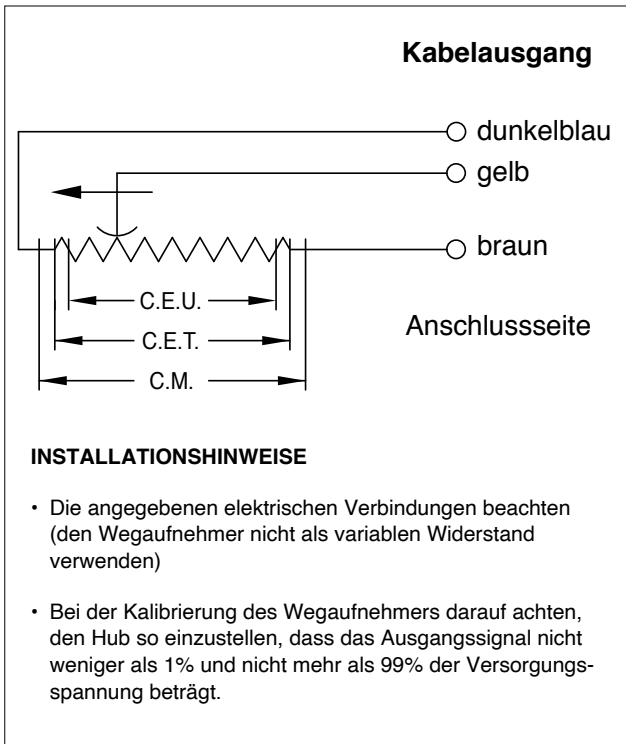 Kabelausgang
dunkelblau
gelb
braun
C.E.U.
Anschlussseite
C.E.T.
C.M.
INSTALLATIONSHINWEISE
• Die angegebenen elektrischen Verbindungen beachten
(den Wegaufnehmer nicht als variablen Widerstand
verwenden)
• Bei der Kalibrierung des Wegaufnehmers darauf achten,
den Hub so einzustellen, dass das Ausgangssignal nicht
weniger als 1% und nicht mehr als 99% der Versorgungs-
spannung beträgt.